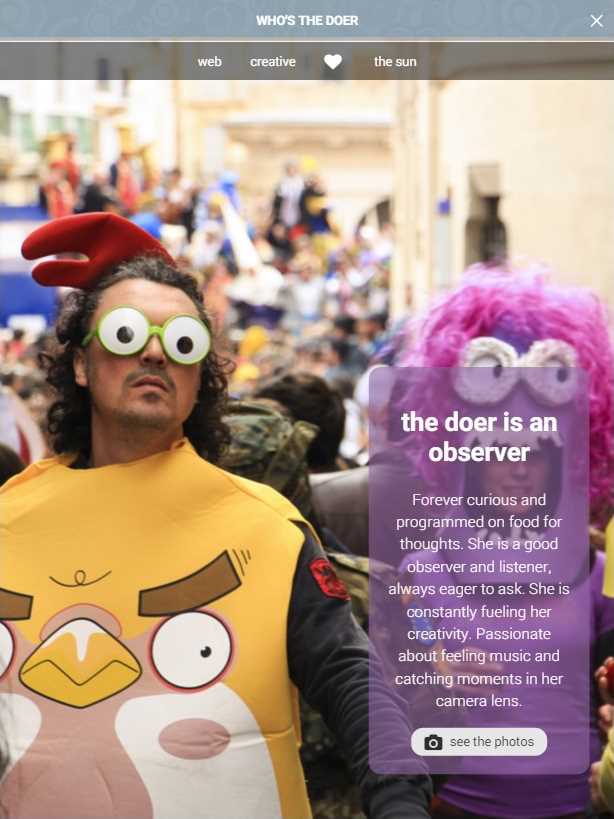 WHO'S THE DOER
web creative the sun
the doer is an
observer
Forever curious and
programmed on food for
thoughts. She is a good
observer and listener,
always eager to ask. She is
constantly fueling her
creativity. Passionate
about feeling music and
catching moments in her
camera lens.
see the photos